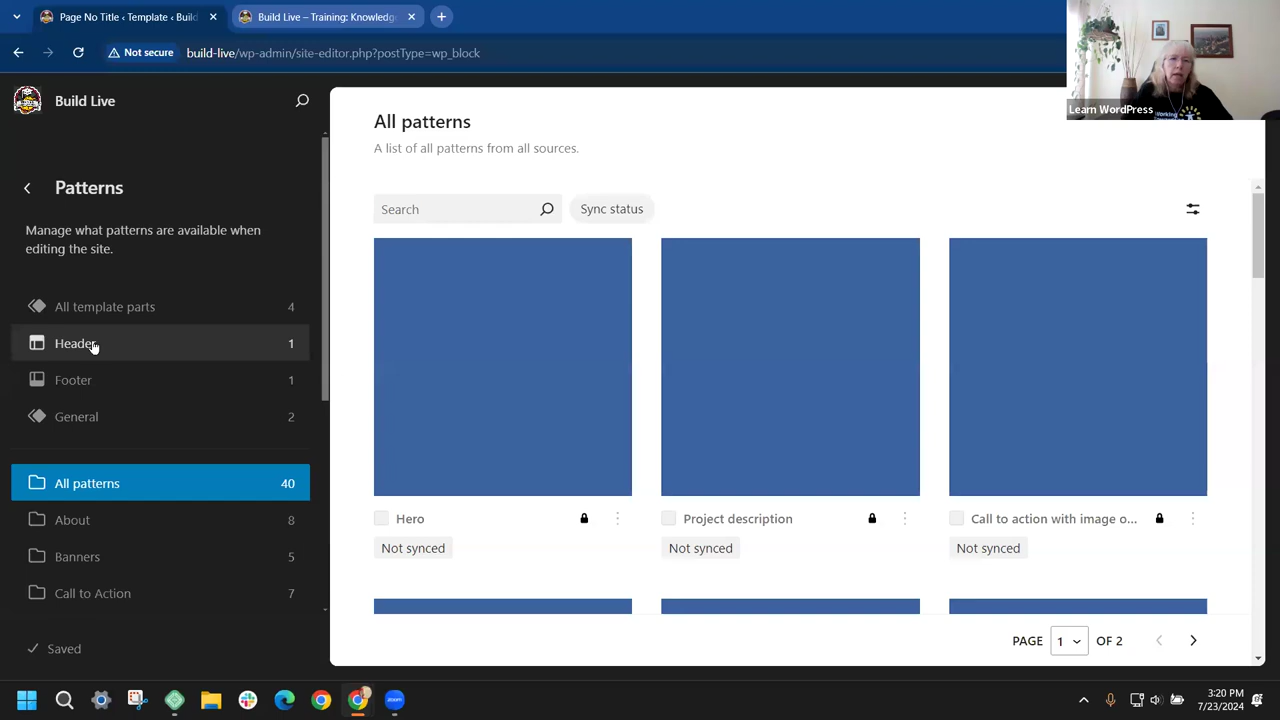 Page No Title ‹ Template ‹ Build
Build Live – Training: Knowledge
Not secure
build-live/wp-admin/site-editor.php?postType=wp_block
Learn WordPress
Build Live
Patterns
Manage what patterns are available when
editing the site.
All template parts 4
Header 1
Footer 1
General 2
All patterns 40
About 8
Banners 5
Call to Action 7
Saved
All patterns
A list of all patterns from all sources.
Search
Sync status
Hero
Project description
Call to action with image o...
Not synced
Not synced
Not synced
PAGE 1 OF 2
zoom
3:20 PM
7/23/2024